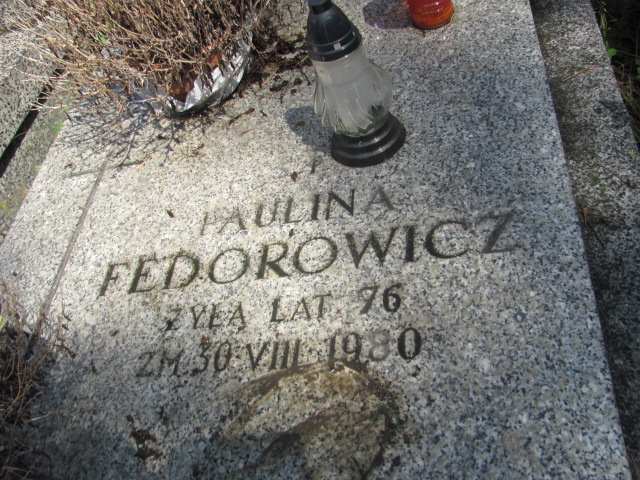 PAULINA
FEDOROWICZ
ŻYŁA LAT 76
ZM. 30 VIII 1980